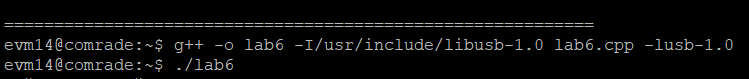 ===========================================================
evm14@comrade:~$ g++ -o lab6 -I/usr/include/libusb-1.0 lab6.cpp -lusb-1.0
evm14@comrade:~$ ./lab6